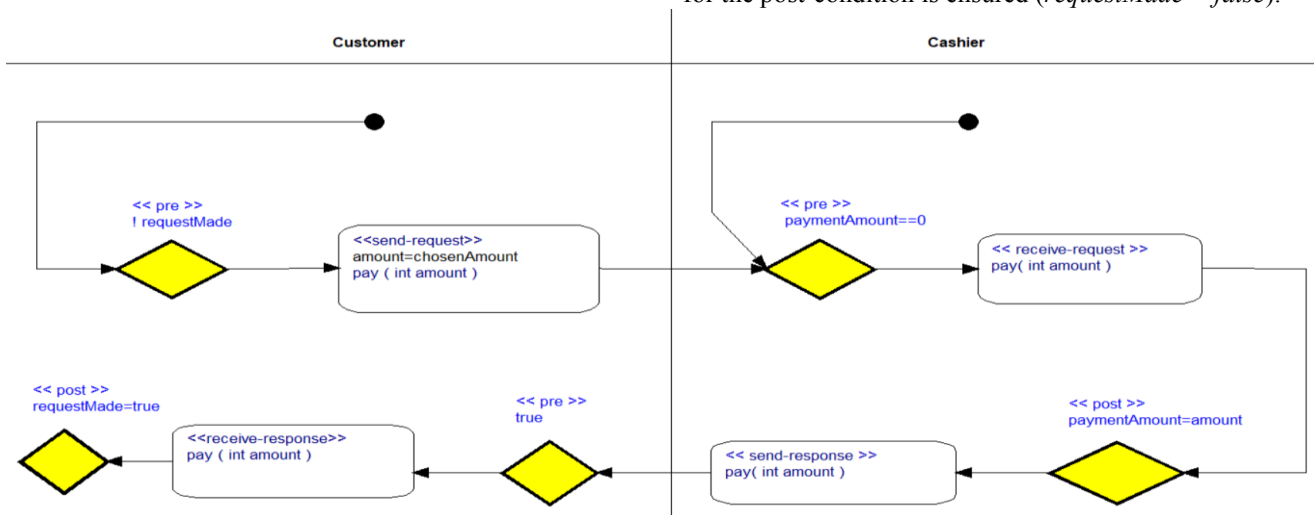 for the post-condition is ensured (requestMade = false).
Customer
Cashier
<< pre >>
! requestMade
<<send-request>>
amount=chosenAmount
pay ( int amount )
<< pre >>
paymentAmount==0
<< receive-request >>
pay( int amount )
<< post >>
requestMade=true
<<receive-response>>
pay ( int amount )
<< pre >>
true
<< send-response >>
pay( int amount )
<< post >>
paymentAmount=amount